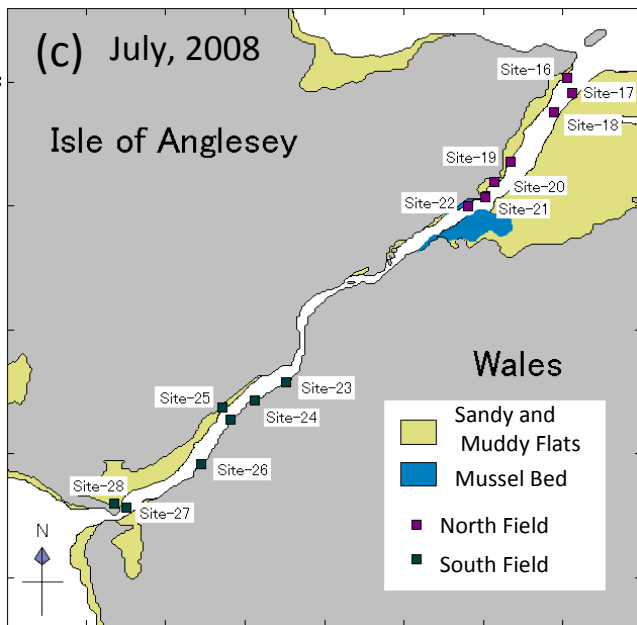 (c) July, 2008
Isle of Anglesey
Site-16
Site-17
Site-18
Site-19
Site-20
Site-22
Site-21
Wales
Site-23
Site-25
Site-24
Site-26
Site-28
Site-27
N
Sandy and
Muddy Flats
Mussel Bed
North Field
South Field